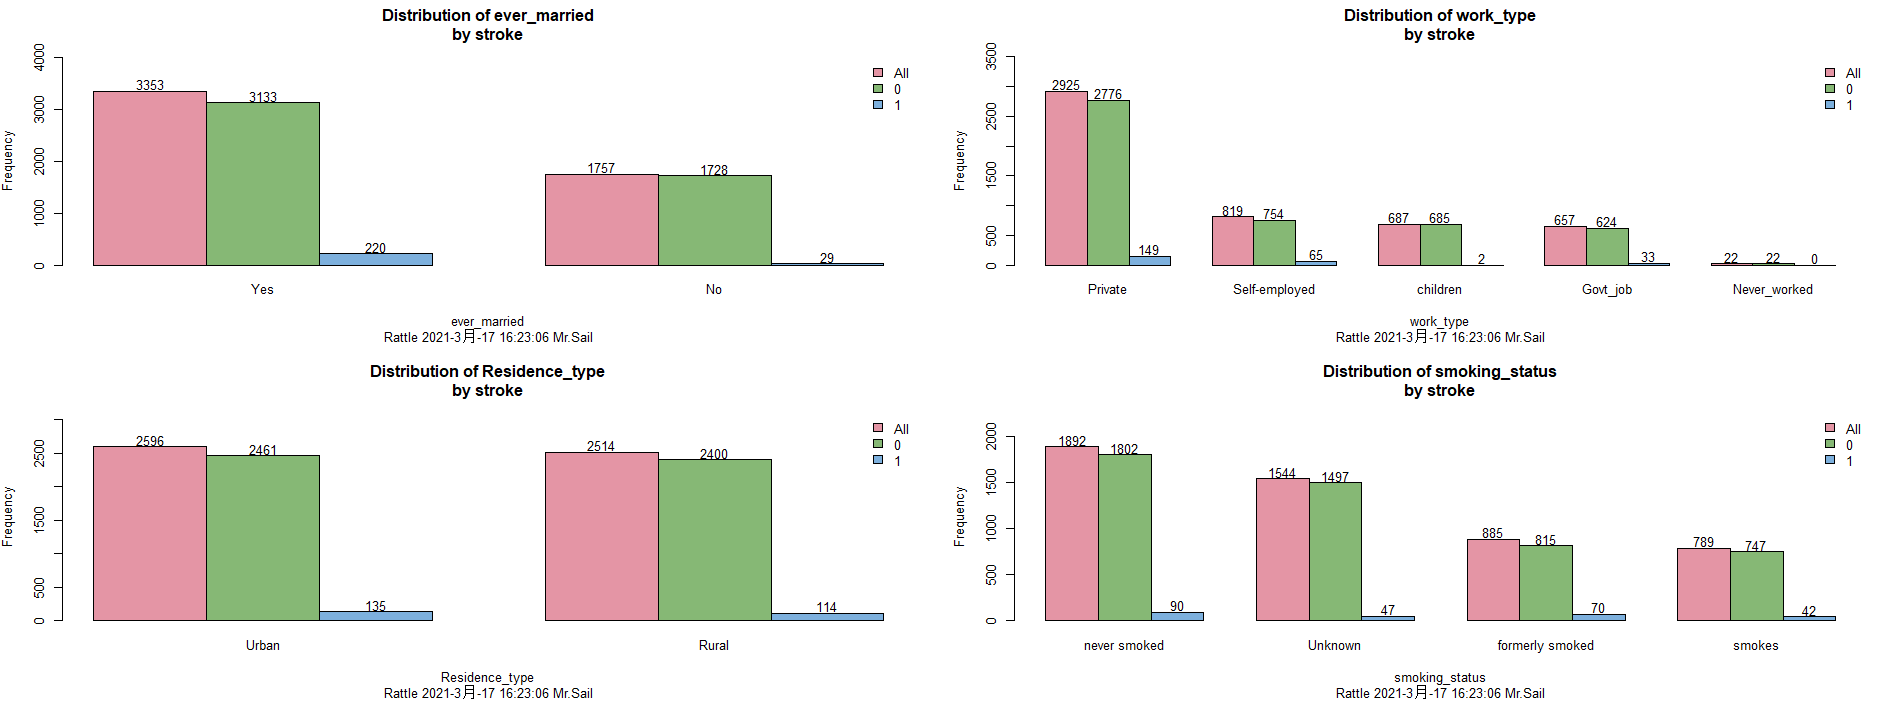 Distribution of ever_married
by stroke
Frequency
4000
3000
2000
1000
0
3353
3133
220
1757
1728
29
All
0
1
Yes
No
ever_married
Rattle 2021-3月-17 16:23:06 Mr.Sail
Distribution of work_type
by stroke
Frequency
3500
2500
1500
500
0
2925
2776
149
819
754
65
687
685
2
657
624
33
22
22
0
All
0
1
Private
Self-employed
children
Govt_job
Never_worked
work_type
Rattle 2021-3月-17 16:23:06 Mr.Sail
Distribution of Residence_type
by stroke
Frequency
2500
1500
500
0
2596
2461
135
2514
2400
114
All
0
1
Urban
Rural
Residence_type
Rattle 2021-3月-17 16:23:06 Mr.Sail
Distribution of smoking_status
by stroke
Frequency
2000
1500
1000
500
0
1892
1802
90
1544
1497
47
885
815
70
789
747
42
All
0
1
never smoked
Unknown
formerly smoked
smokes
smoking_status
Rattle 2021-3月-17 16:23:06 Mr.Sail